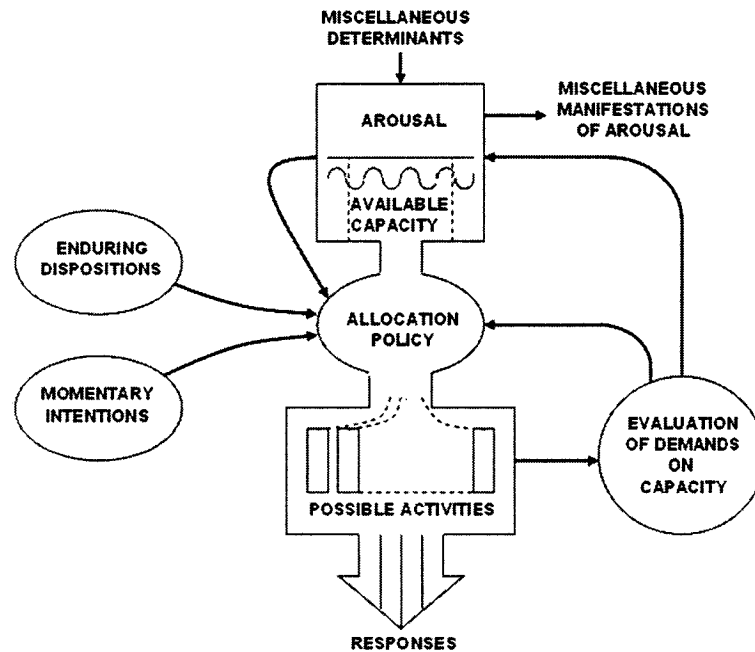 MISCELLANEOUS
DETERMINANTS
MISCELLANEOUS
MANIFESTATIONS
OF AROUSAL
AROUSAL
AVAILABLE
CAPACITY
ENDURING
DISPOSITIONS
ALLOCATION
POLICY
MOMENTARY
INTENTIONS
EVALUATION
OF DEMANDS
ON
CAPACITY
POSSIBLE ACTIVITIES
RESPONSES